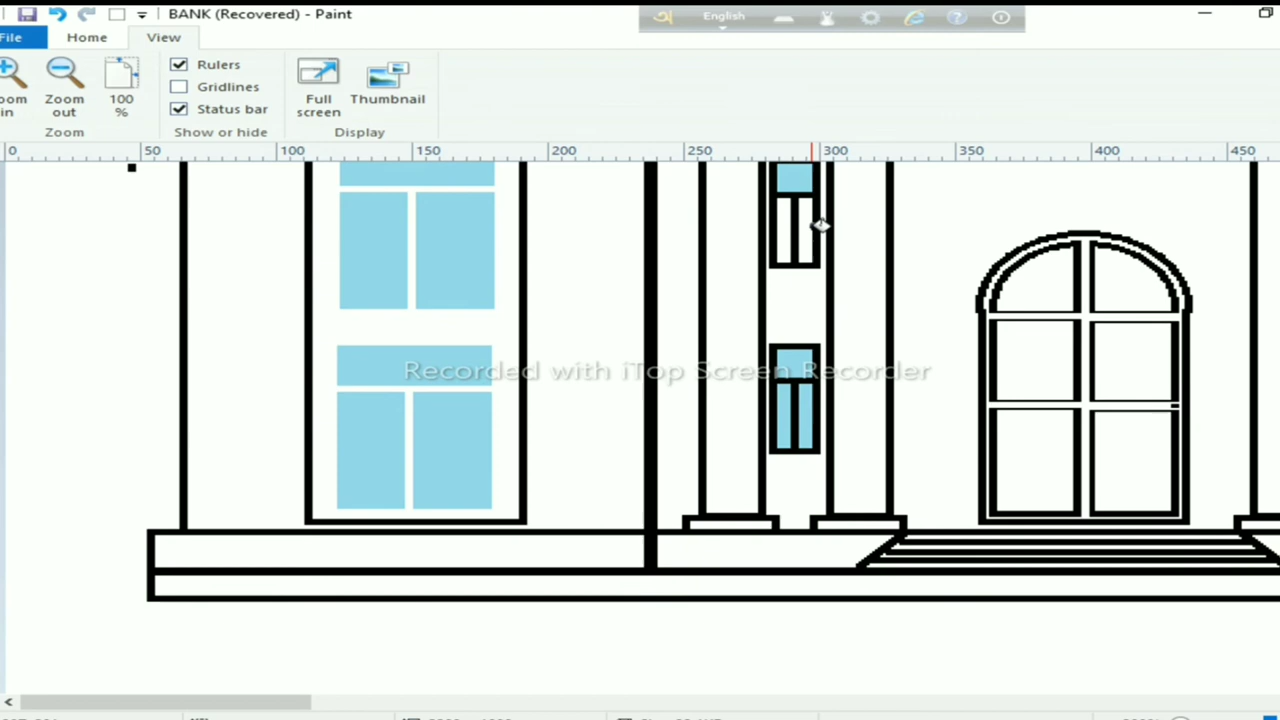 BANK (Recovered) - Paint
English
File
Home
View
oom in
Zoom out
100 %
Rulers
Gridlines
Status bar
Full screen
Thumbnail
Zoom
Show or hide
Display
0 50 100 150 200 250 300 350 400 450
Recorded with iTop Screen Recorder